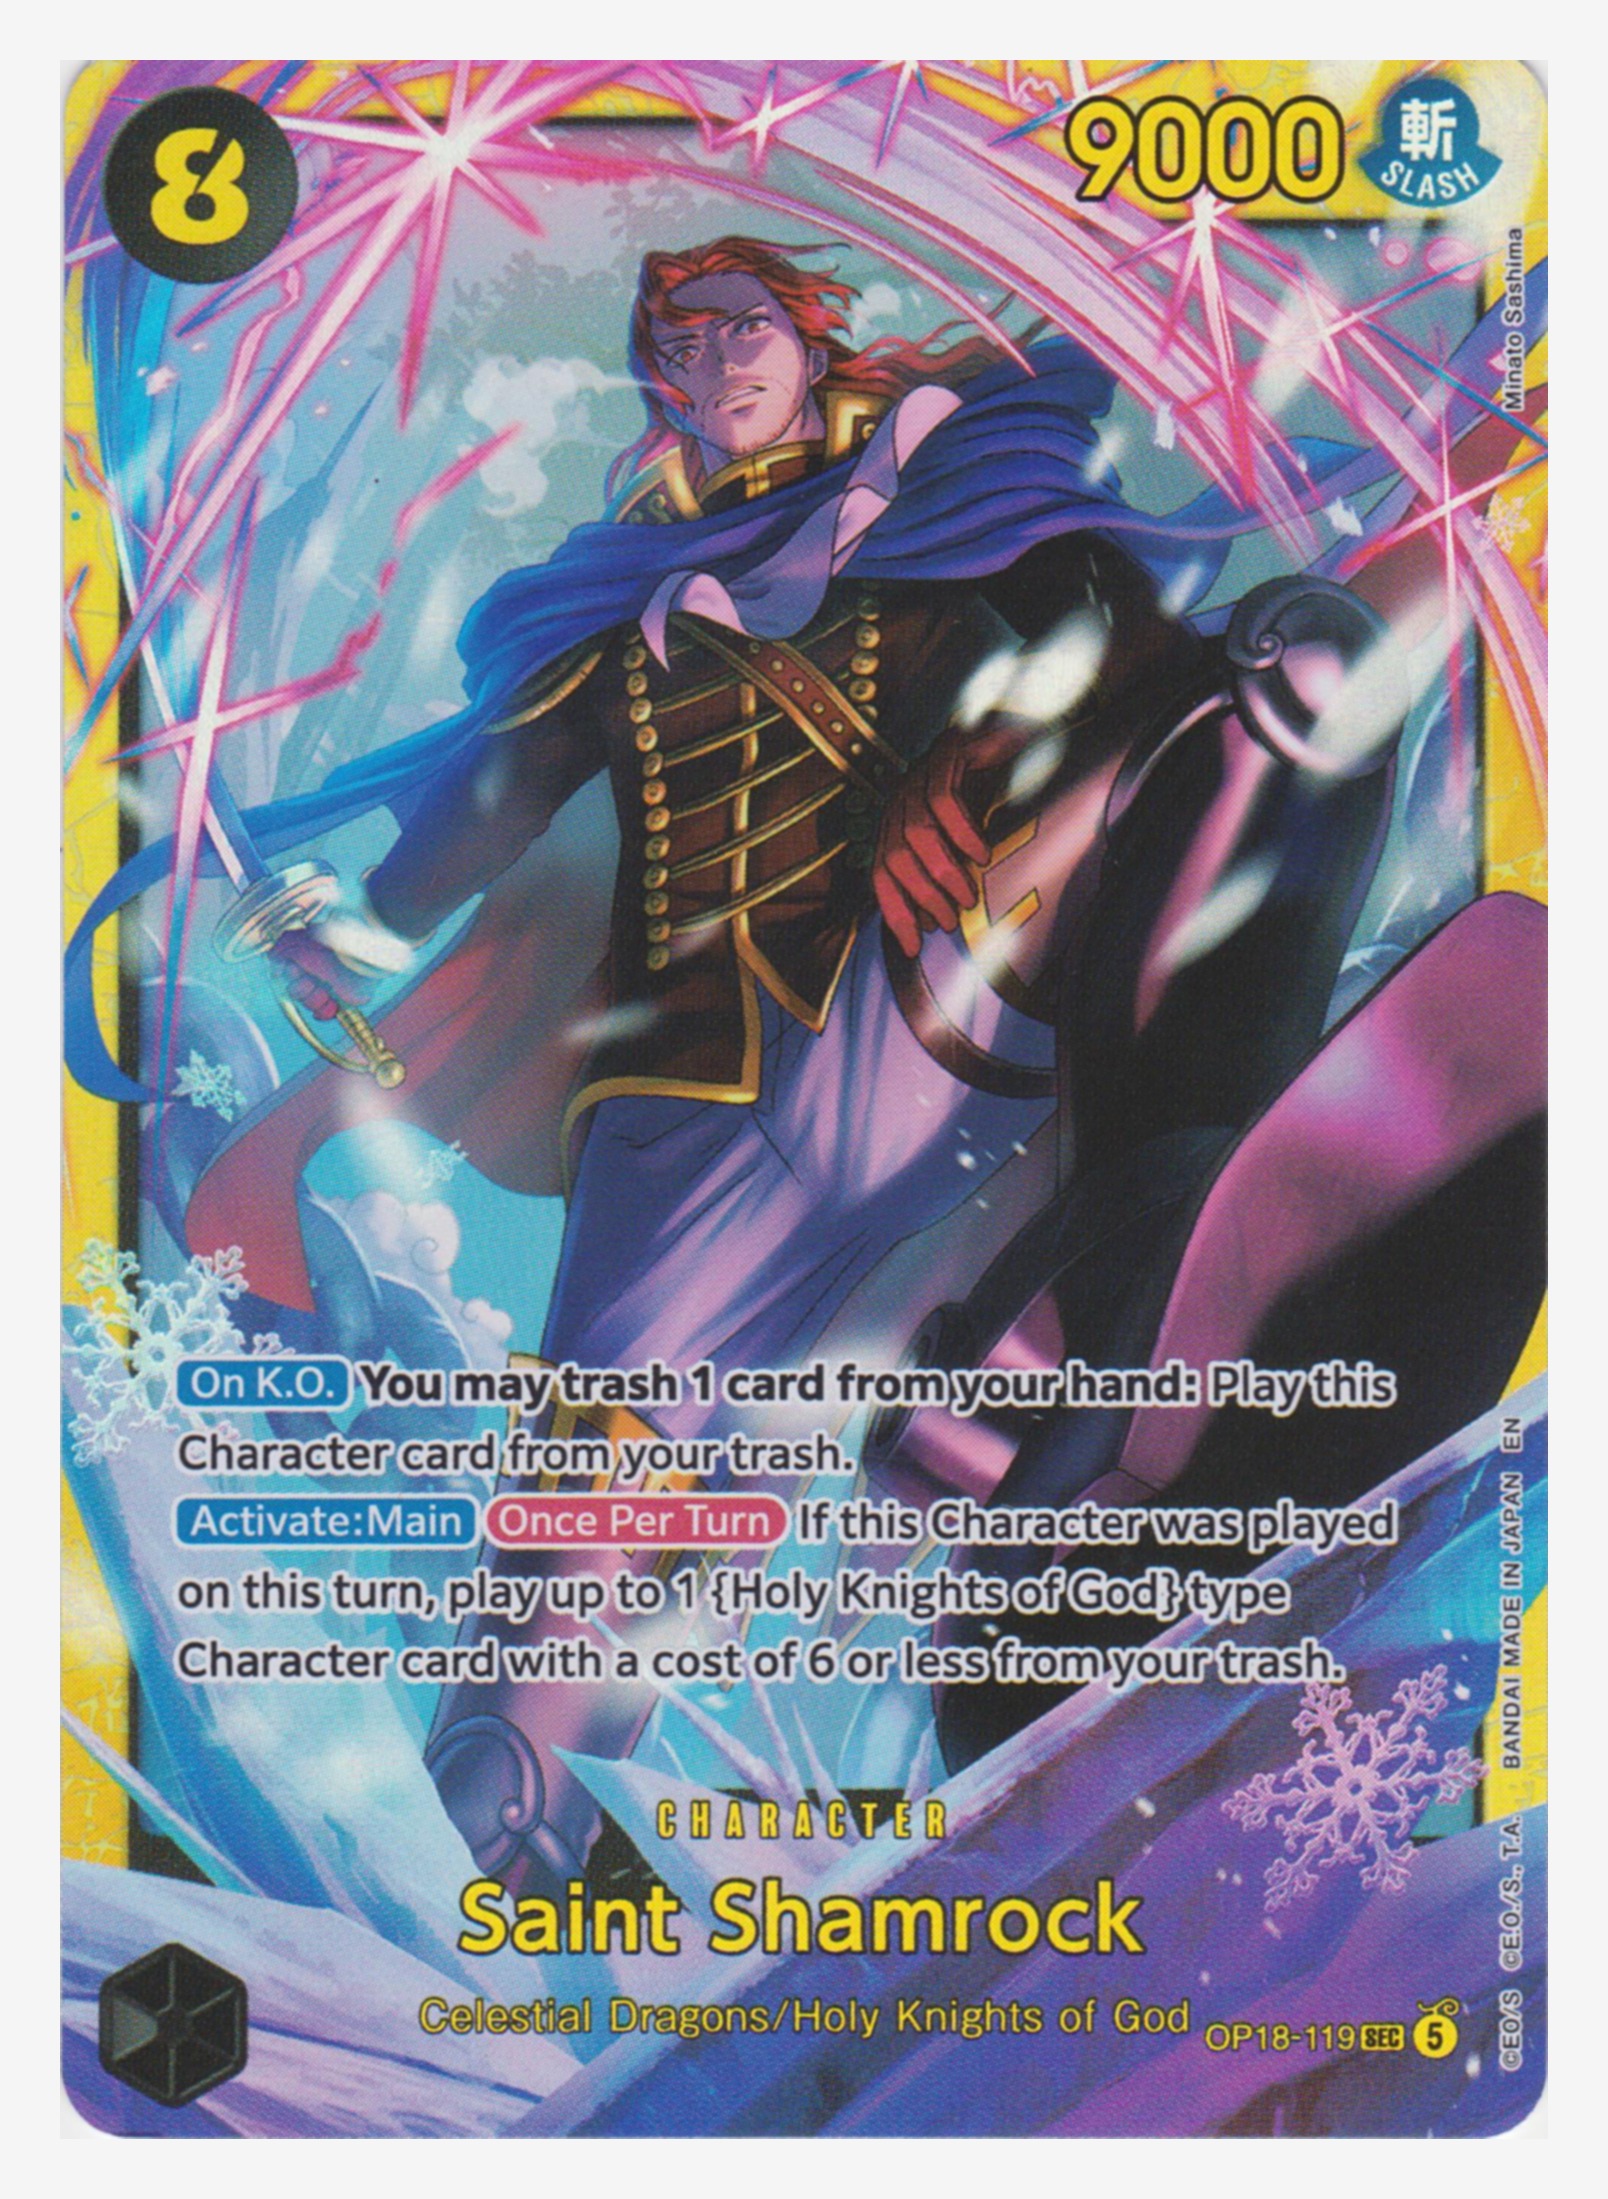 8
9000
斬
SLASH
Minato Sashima
On K.O. You may trash 1 card from your hand: Play this
Character card from your trash.
Activate:Main Once Per Turn If this Character was played
on this turn, play up to 1 {Holy Knights of God} type
Character card with a cost of 6 or less from your trash.
CHARACTER
Saint Shamrock
Celestial Dragons/Holy Knights of God
OP18-119 SEC 5
©EO/S ©E.O./S., T.A. BANDAI MADE IN JAPAN EN